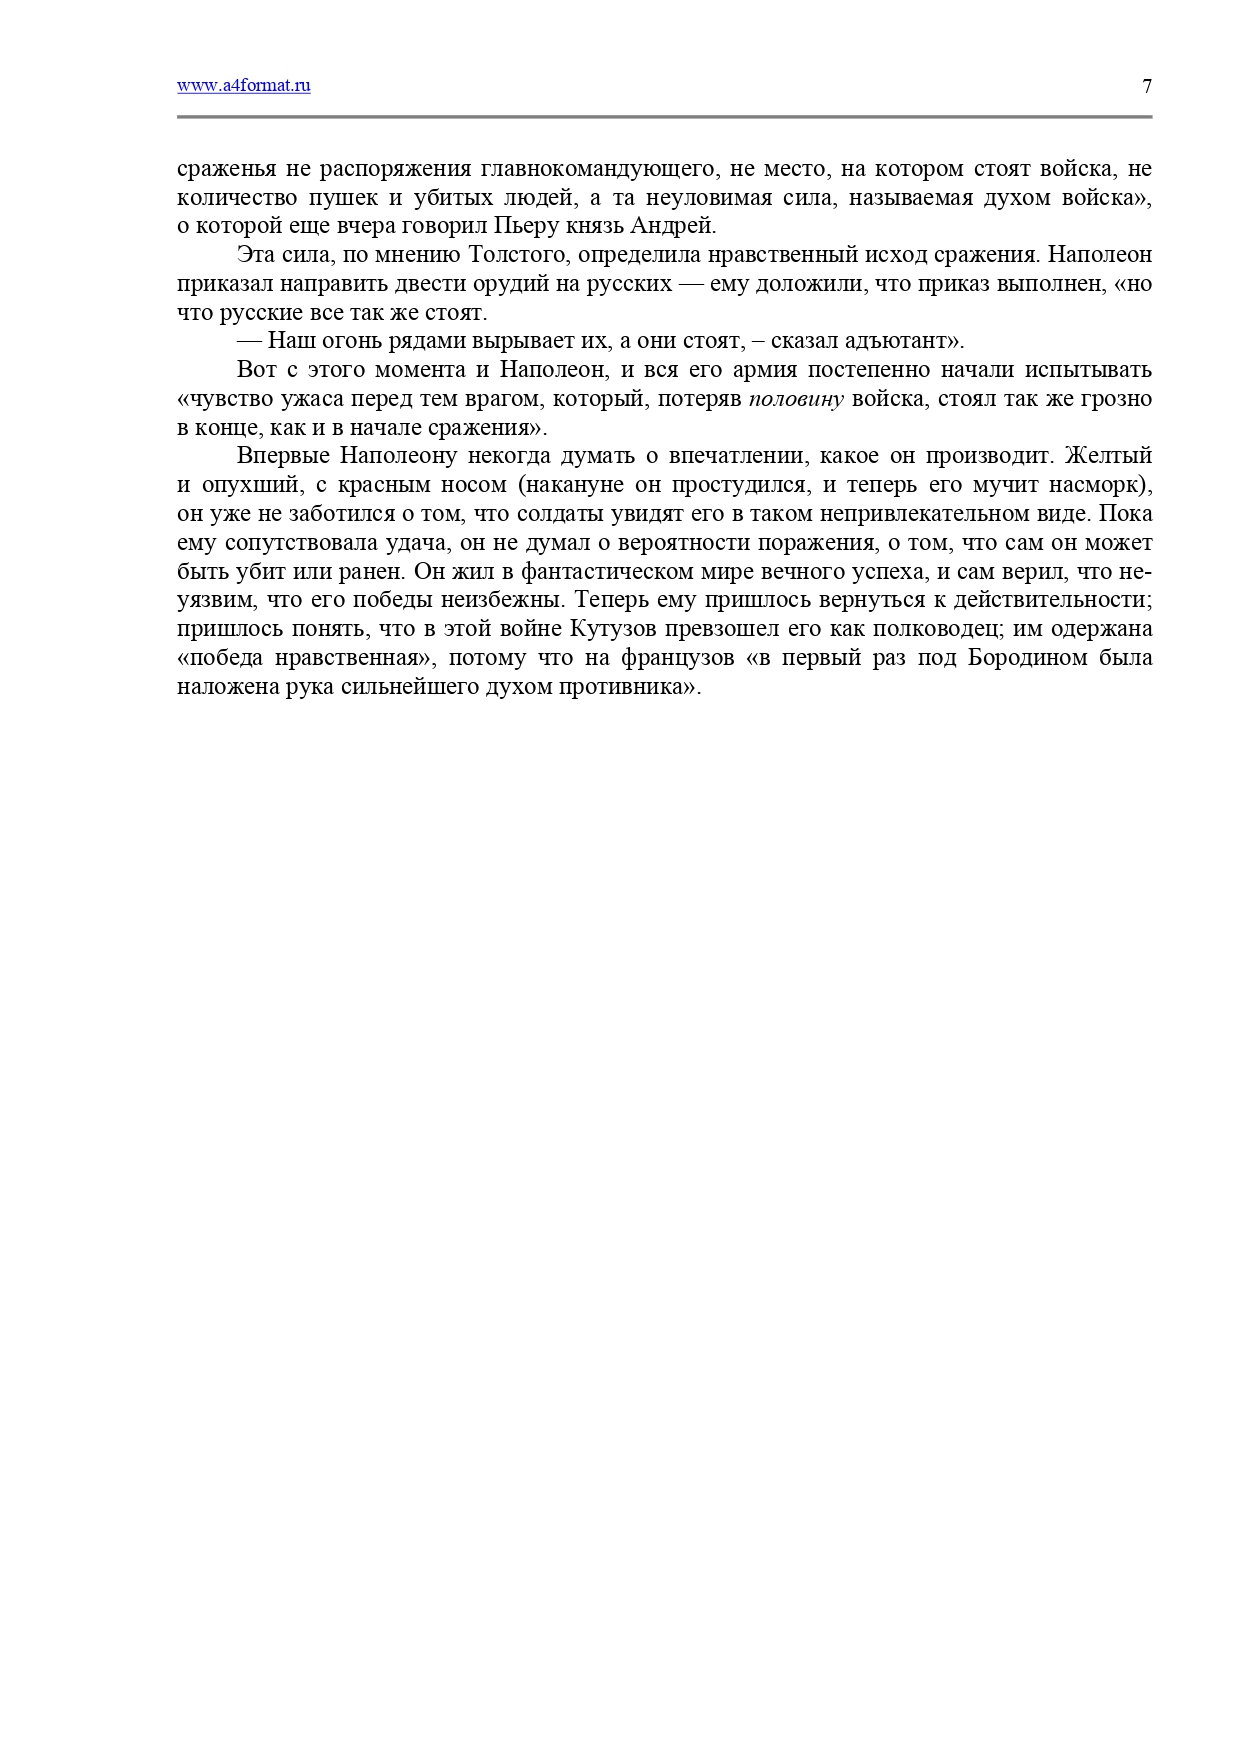 www.a4format.ru 7
сраженья не распоряжения главнокомандующего, не место, на котором стоят войска, не
количество пушек и убитых людей, а та неуловимая сила, называемая духом войска»,
о которой еще вчера говорил Пьеру князь Андрей.
Эта сила, по мнению Толстого, определила нравственный исход сражения. Наполеон
приказал направить двести орудий на русских — ему доложили, что приказ выполнен, «но
что русские все так же стоят.
— Наш огонь рядами вырывает их, а они стоят, – сказал адъютант».
Вот с этого момента и Наполеон, и вся его армия постепенно начали испытывать
«чувство ужаса перед тем врагом, который, потеряв половину войска, стоял так же грозно
в конце, как и в начале сражения».
Впервые Наполеону некогда думать о впечатлении, какое он производит. Желтый
и опухший, с красным носом (накануне он простудился, и теперь его мучит насморк),
он уже не заботился о том, что солдаты увидят его в таком непривлекательном виде. Пока
ему сопутствовала удача, он не думал о вероятности поражения, о том, что сам он может
быть убит или ранен. Он жил в фантастическом мире вечного успеха, и сам верил, что не-
уязвим, что его победы неизбежны. Теперь ему пришлось вернуться к действительности;
пришлось понять, что в этой войне Кутузов превзошел его как полководец; им одержана
«победа нравственная», потому что на французов «в первый раз под Бородином была
наложена рука сильнейшего духом противника».